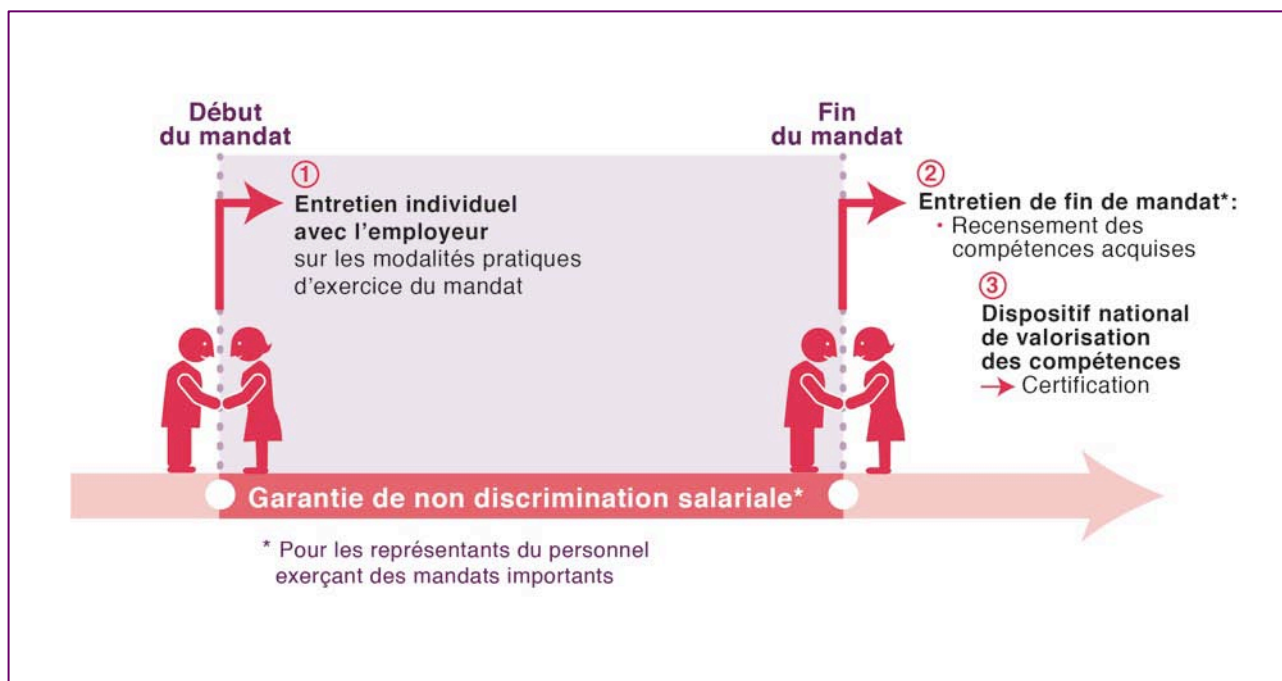 Début
du mandat
①
Entretien individuel
avec l'employeur
sur les modalités pratiques
d'exercice du mandat
Fin
du mandat
②
Entretien de fin de mandat*:
• Recensement des
compétences acquises
③
Dispositif national
de valorisation
des compétences
→ Certification
Garantie de non discrimination salariale*
* Pour les représentants du personnel
exerçant des mandats importants